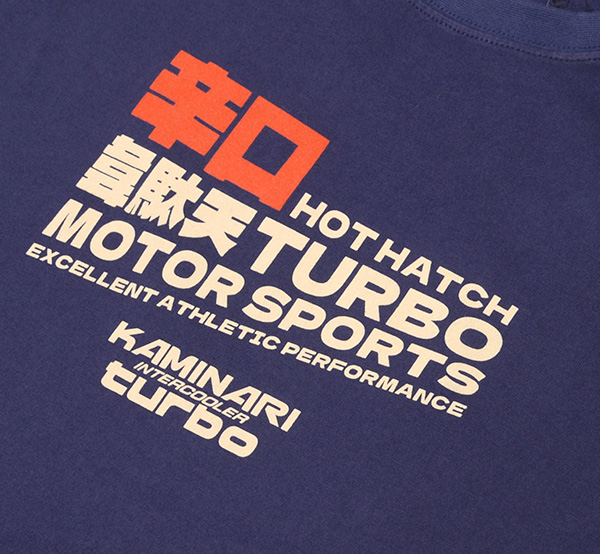 辛口 HOT HATCH
韋駄天 TURBO
MOTOR SPORTS
EXCELLENT ATHLETIC PERFORMANCE
KAMINARI
INTERCOOLER
turbo